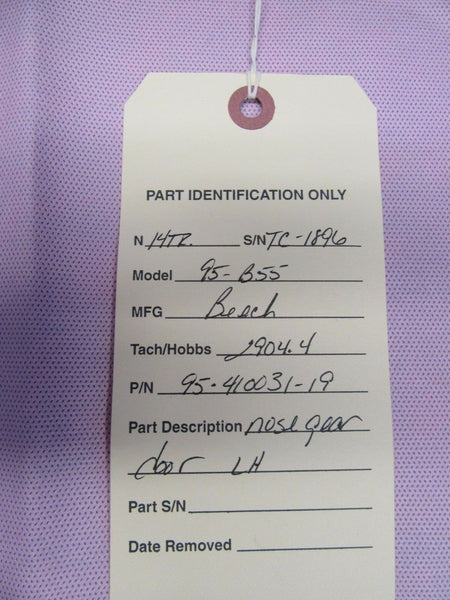 PART IDENTIFICATION ONLY
N 14TZ. S/N TC-1896
Model 95-B55
MFG Beech
Tach/Hobbs 2904.4
P/N 95-410031-19
Part Description nose gear
door LH
Part S/N
Date Removed